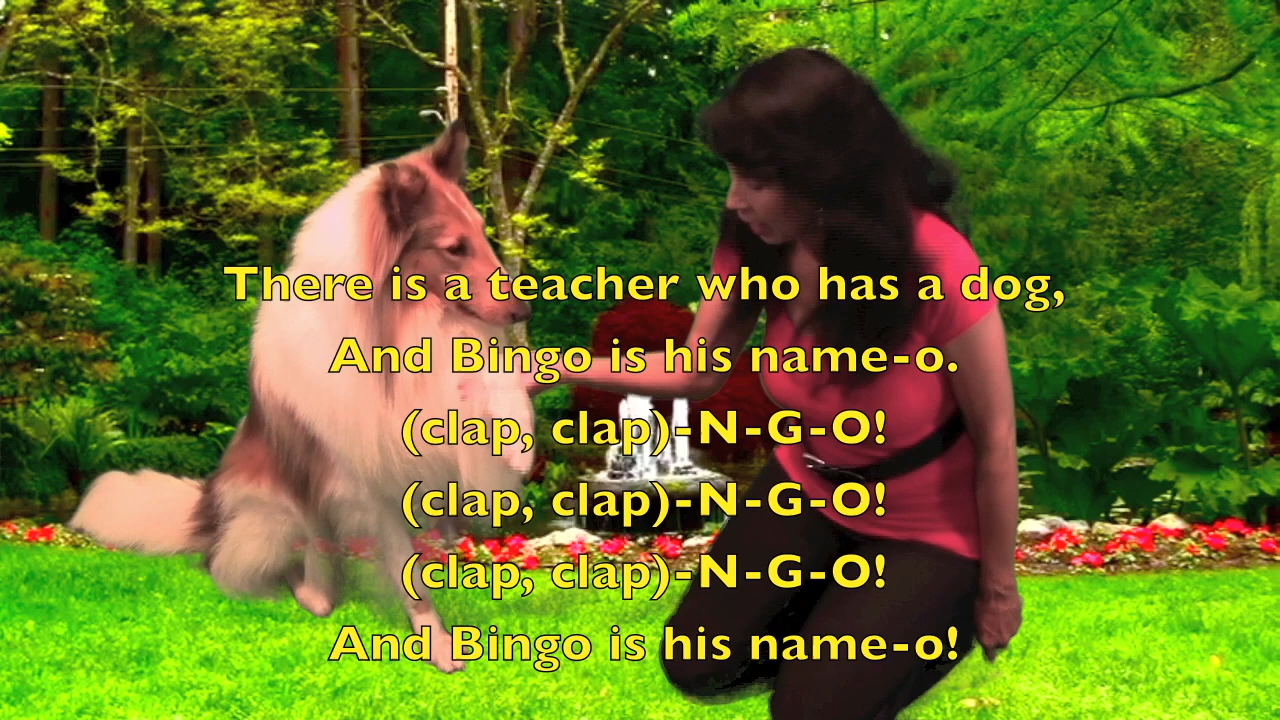 There is a teacher who has a dog,
And Bingo is his name-o.
(clap, clap)-N-G-O!
(clap, clap)-N-G-O!
(clap, clap)-N-G-O!
And Bingo is his name-o!